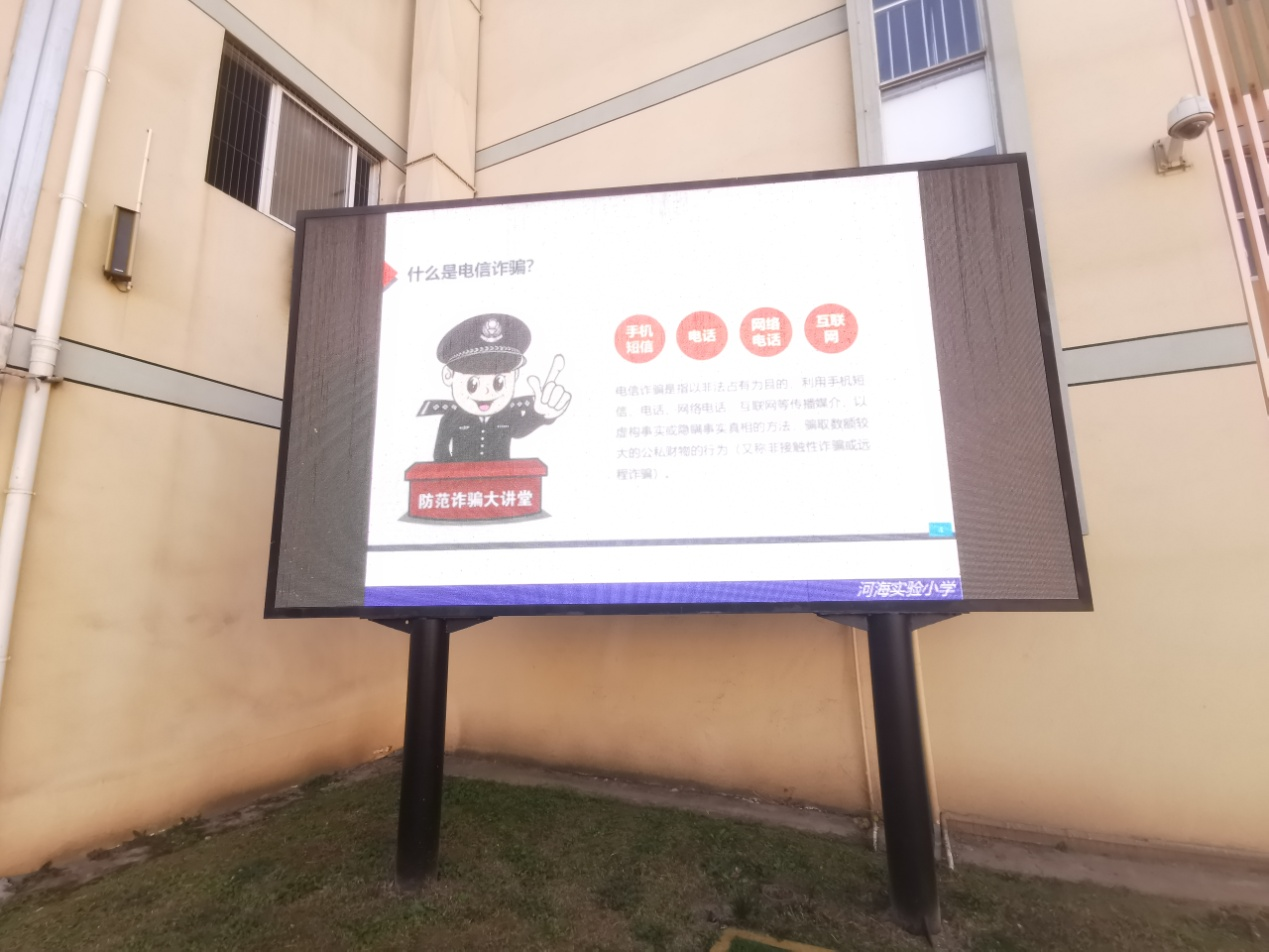 什么是电信诈骗?
手机
短信
电话
网络
电话
互联
网
电信诈骗是指以非法占有为目的，利用手机短
信、电话、网络电话、互联网等传播媒介，以
虚构事实或隐瞒事实真相的方法，骗取数额较
大的公私财物的行为（又称非接触性诈骗或远
程诈骗）。
防范诈骗大讲堂
河海实验小学